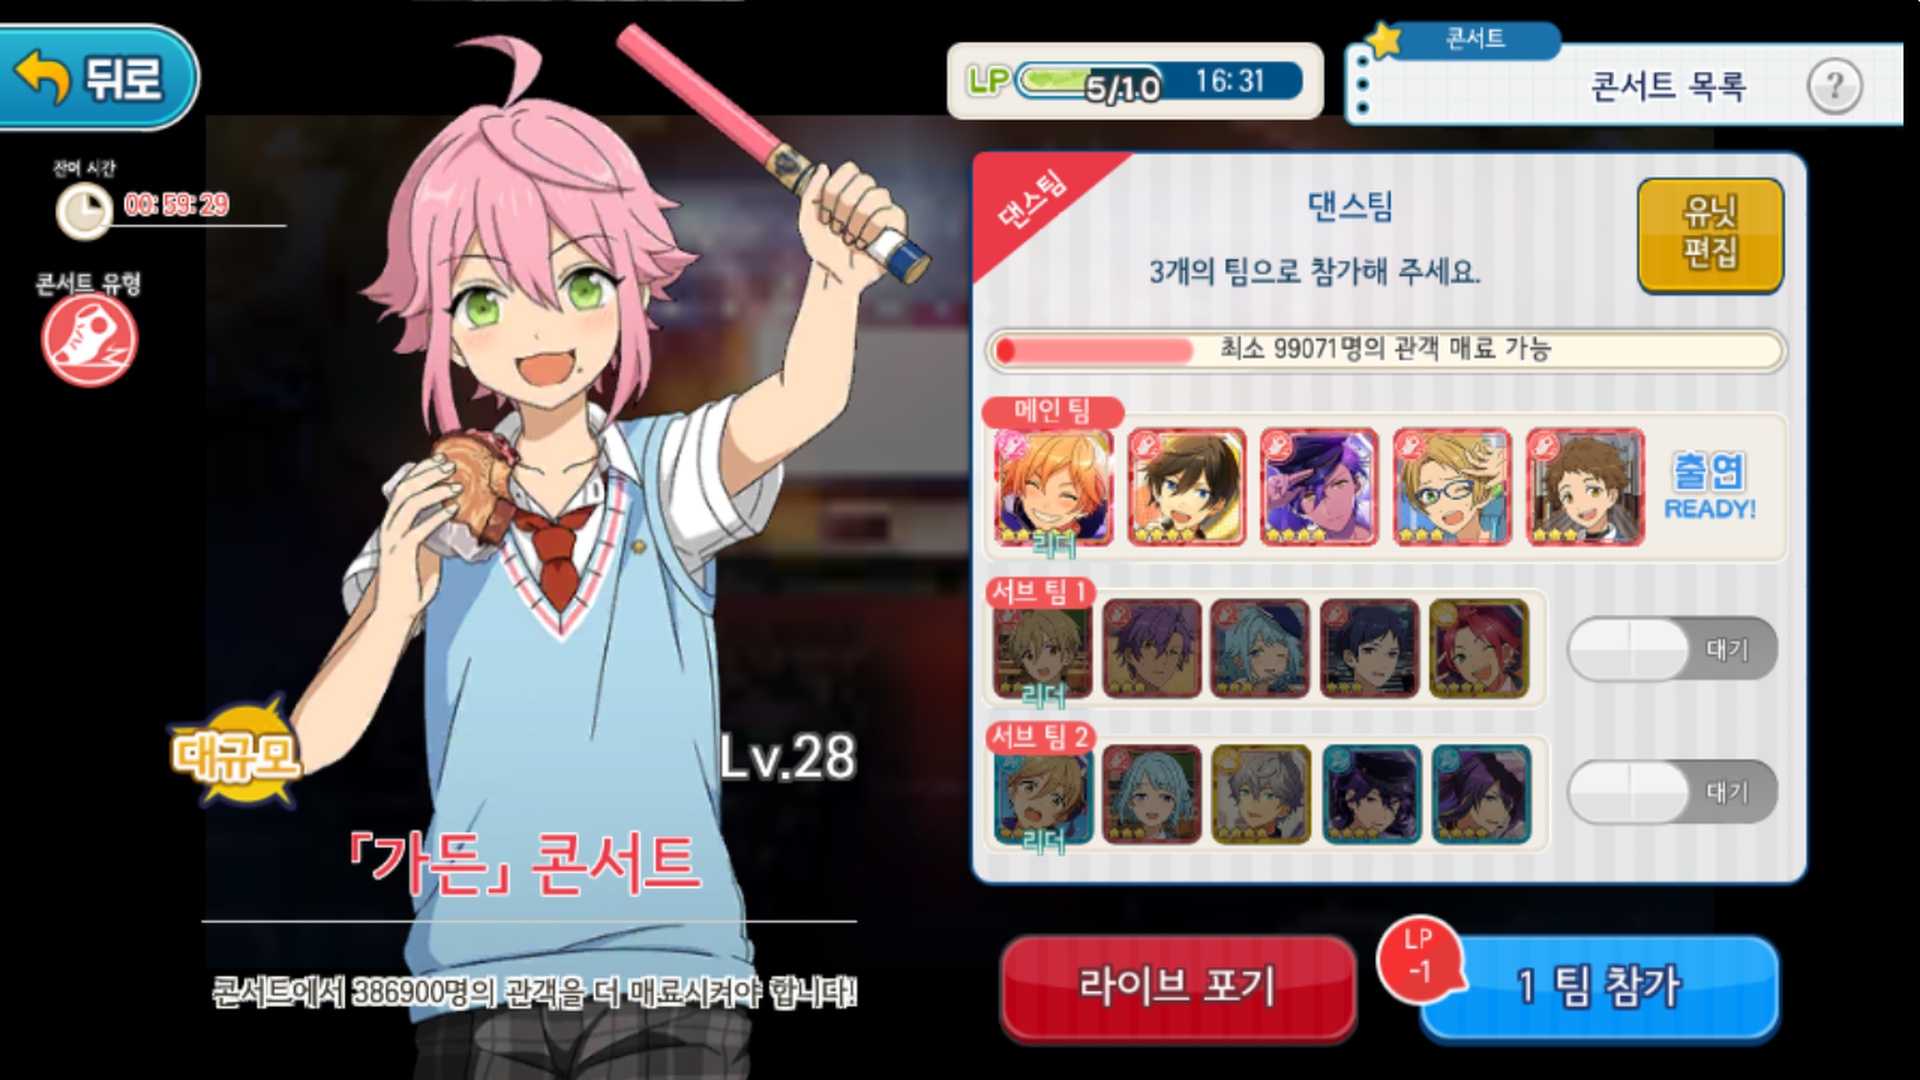 뒤로
LP 5/10 16:31
콘서트
콘서트 목록
?
잔여 시간
00:59:29
콘서트 유형
댄스팀
댄스팀
3개의 팀으로 참가해 주세요.
유닛
편집
최소 99071명의 관객 매료 가능
메인 팀
리더
출연
READY!
서브 팀 1
리더
대기
서브 팀 2
리더
대기
대규모
Lv.28
「가든」 콘서트
콘서트에서 386900명의 관객을 더 매료시켜야 합니다!
라이브 포기
LP
-1
1 팀 참가